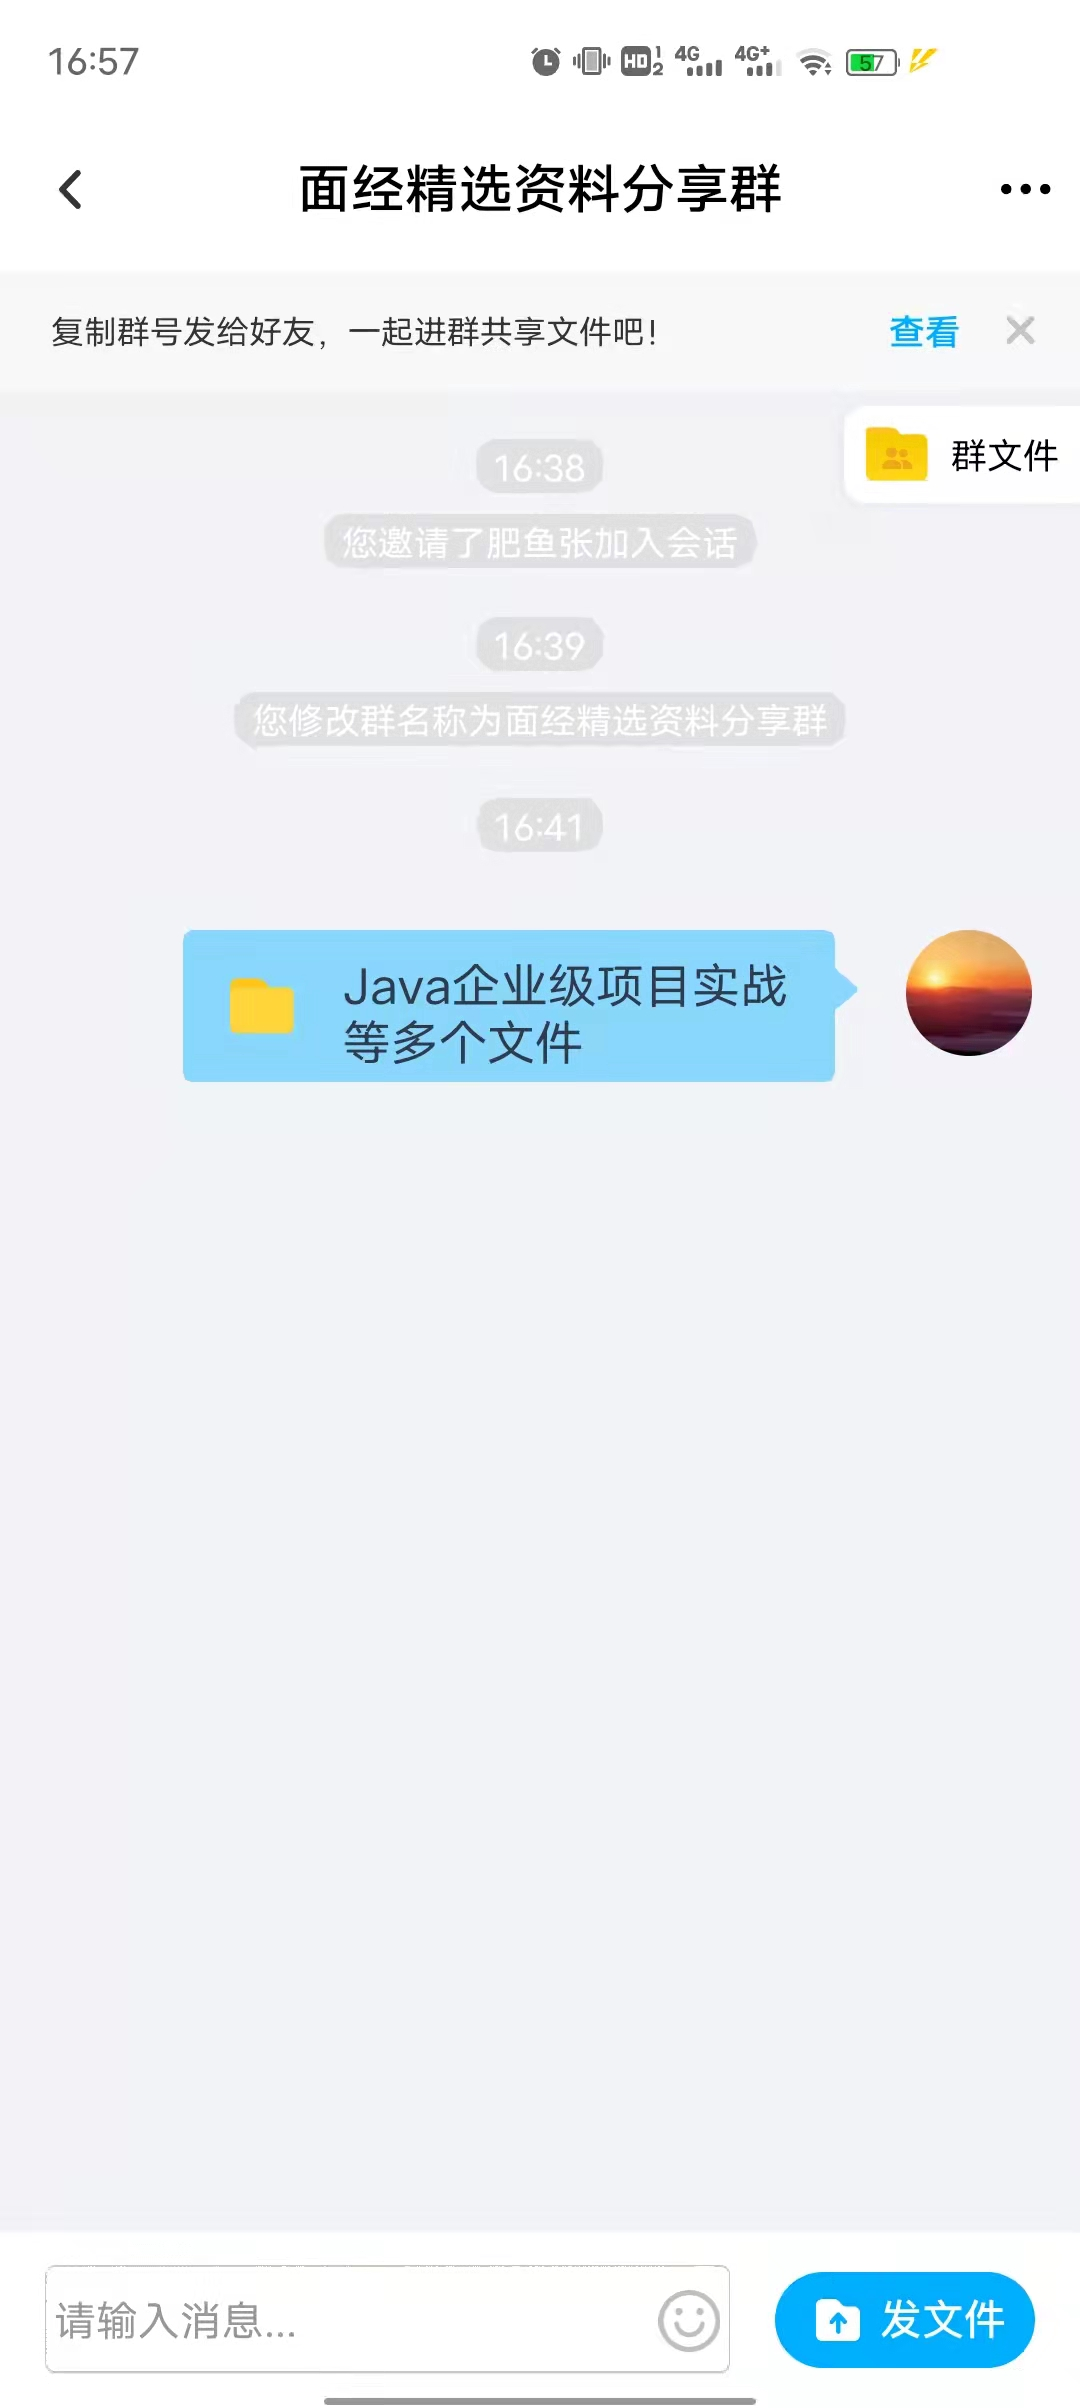 16:57
HD 1 2 4G 4G+ 57
面经精选资料分享群
复制群号发给好友，一起进群共享文件吧！ 查看
群文件
16:38
您邀请了肥鱼张加入会话
16:39
您修改群名称为面经精选资料分享群
16:41
Java企业级项目实战
等多个文件
请输入消息... 发文件